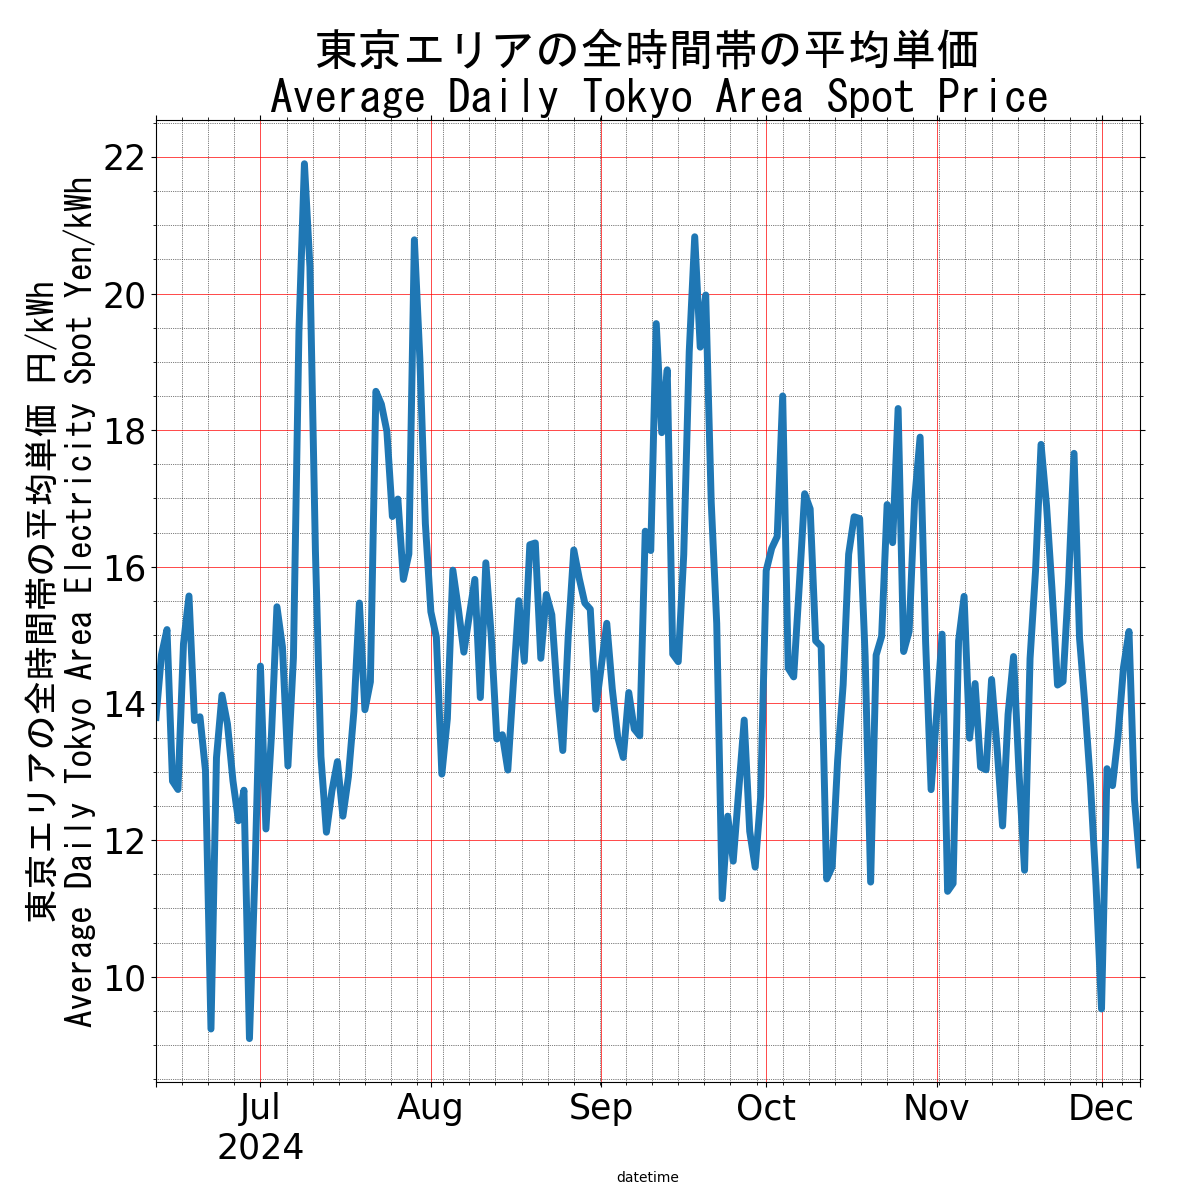 東京エリアの全時間帯の平均単価
Average Daily Tokyo Area Spot Price
東京エリアの全時間帯の平均単価 円/kWh
Average Daily Tokyo Area Electricity Spot Yen/kWh
22
20
18
16
14
12
10
Jul
2024
Aug
Sep
Oct
Nov
Dec
datetime